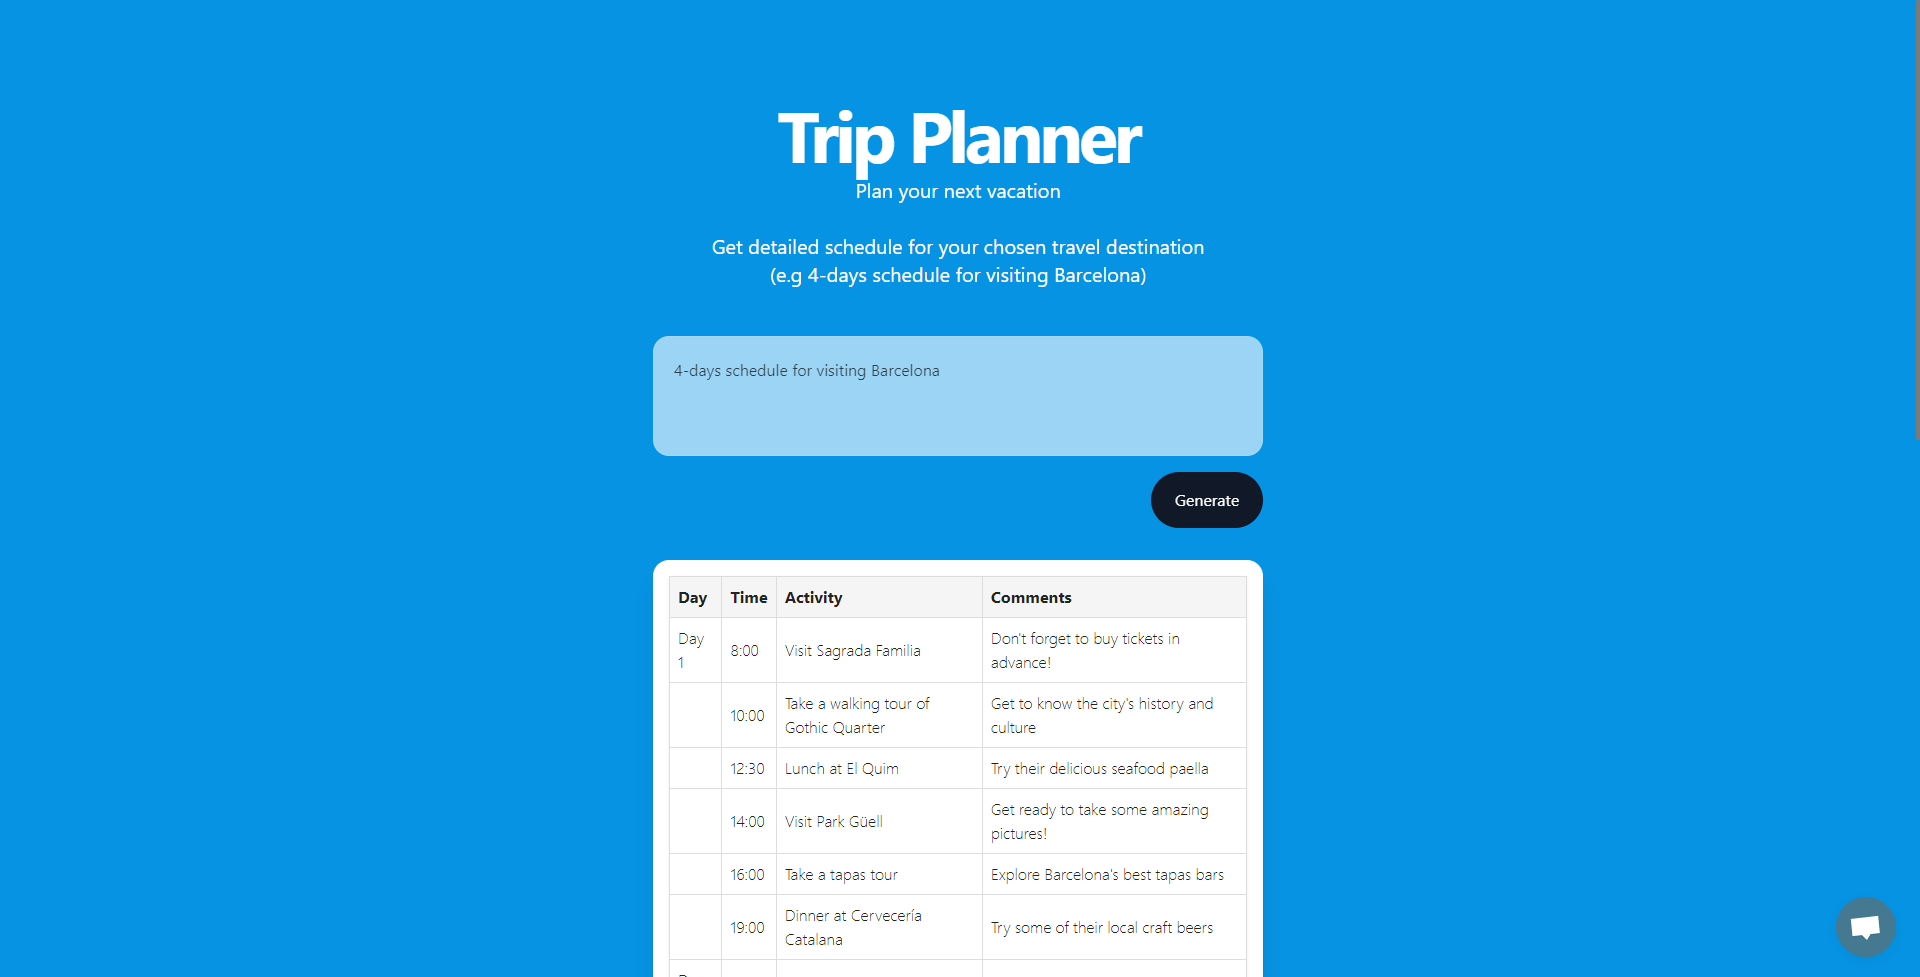 Trip Planner
Plan your next vacation
Get detailed schedule for your chosen travel destination
(e.g 4-days schedule for visiting Barcelona)
4-days schedule for visiting Barcelona
Generate
Day Time Activity Comments
Day 1 8:00 Visit Sagrada Familia Don't forget to buy tickets in advance!
10:00 Take a walking tour of Gothic Quarter Get to know the city's history and culture
12:30 Lunch at El Quim Try their delicious seafood paella
14:00 Visit Park Güell Get ready to take some amazing pictures!
16:00 Take a tapas tour Explore Barcelona's best tapas bars
19:00 Dinner at Cervecería Catalana Try some of their local craft beers